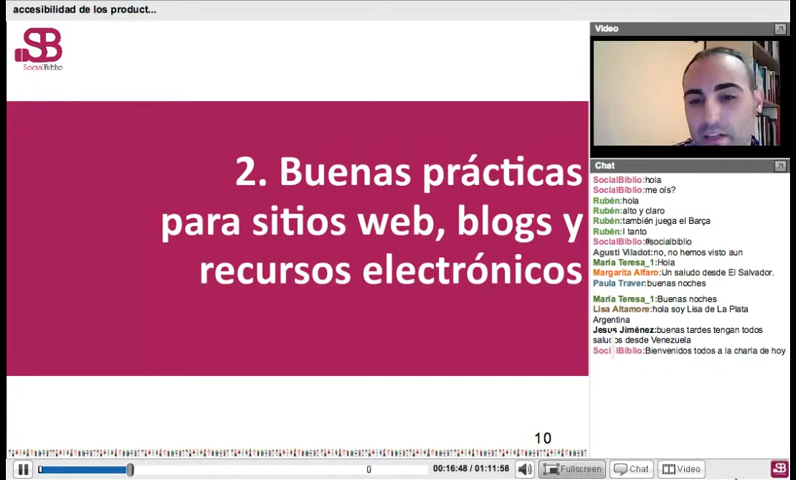 accesibilidad de los product...
SB
SocialBiblio
2. Buenas prácticas
para sitios web, blogs y
recursos electrónicos
10
Video
Chat
SocialBiblio:hola
SocialBiblio:me oís?
Rubén:hola
Rubén:alto y claro
Rubén:también juega el Barça
Rubén:l tanto
SocialBiblio:#socialbiblio
Agustí Viladot:no, no hemos visto aun
María Teresa_1:Hola
Margarita Alfaro:Un saludo desde El Salvador.
Paula Traver:buenas noches
María Teresa_1:Buenas noches
Lisa Altamore:hola soy Lisa de La Plata
Argentina
Jesus Jiménez:buenas tardes tengan todos
saludos desde Venezuela
SocialBiblio:Bienvenidos todos a la charla de hoy
00:16:48 / 01:11:58
Fullscreen
Chat
Video
SB